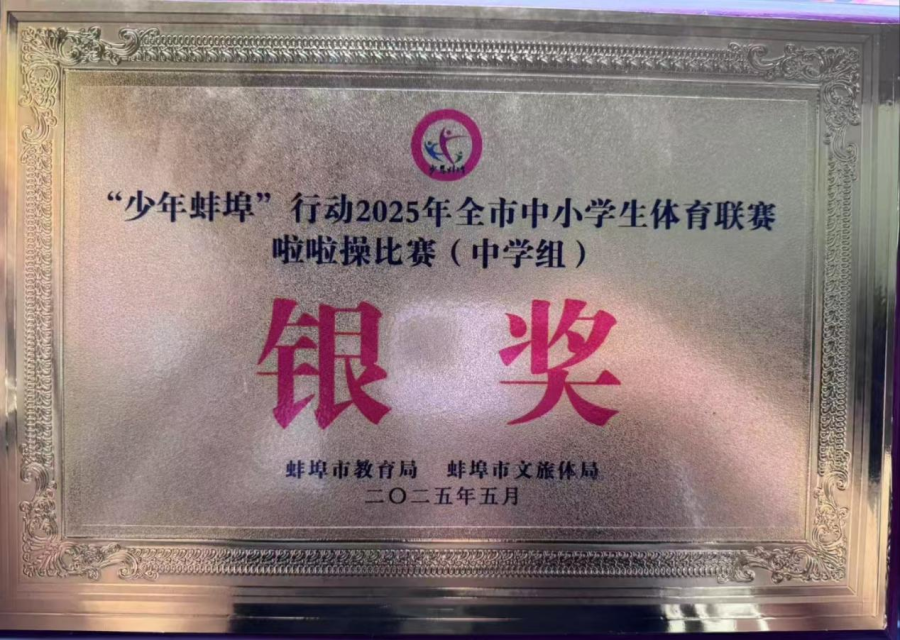 “少年蚌埠”行动2025年全市中小学生体育联赛
啦啦操比赛（中学组）
银 奖
蚌埠市教育局 蚌埠市文旅体局
二〇二五年五月